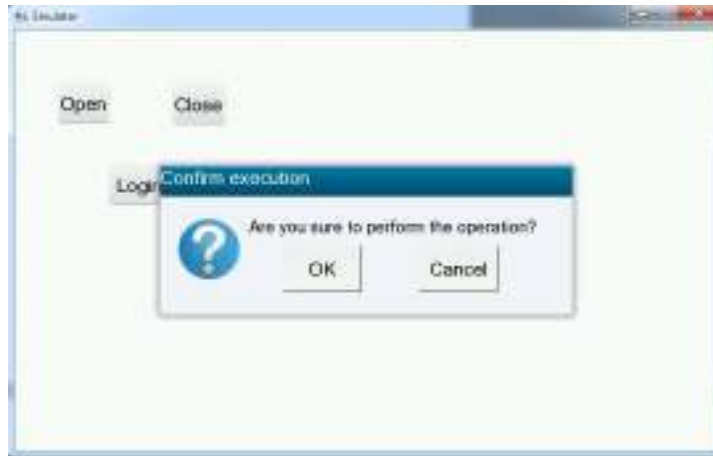 Open
Close
Confirm execution
Are you sure to perform the operation?
OK
Cancel